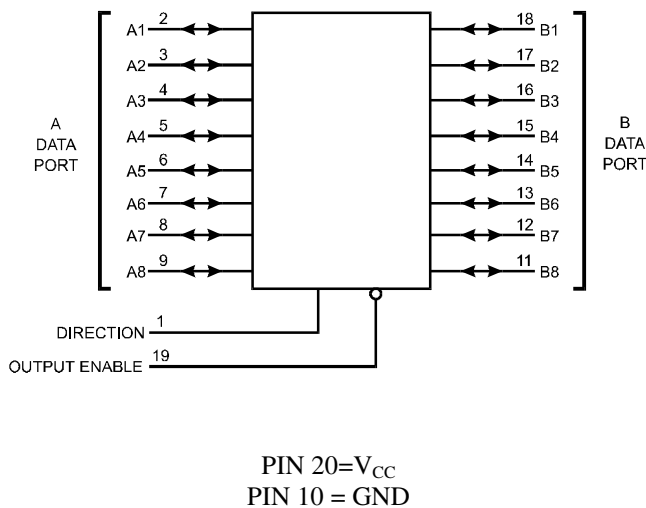 A
DATA
PORT
A1 2
A2 3
A3 4
A4 5
A5 6
A6 7
A7 8
A8 9
18 B1
17 B2
16 B3
15 B4
14 B5
13 B6
12 B7
11 B8
B
DATA
PORT
DIRECTION 1
OUTPUT ENABLE 19
PIN 20=VCC
PIN 10 = GND